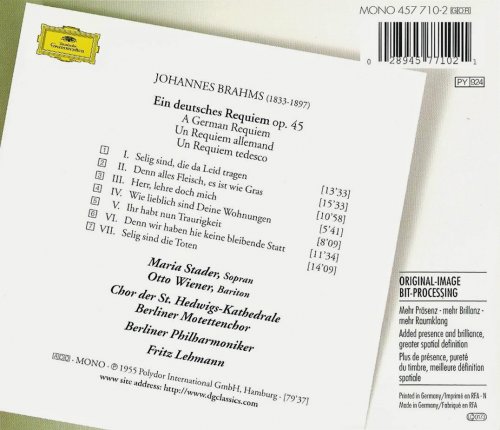 MONO 457 710-2 GOR
Deutsche
Grammophon
0 28945 77102 1
PY 924
JOHANNES BRAHMS (1833-1897)
Ein deutsches Requiem op. 45
A German Requiem
Un Requiem allemand
Un Requiem tedesco
1 I. Selig sind, die da Leid tragen [13'33]
2 II. Denn alles Fleisch, es ist wie Gras [15'33]
3 III. Herr, lehre doch mich [10'58]
4 IV. Wie lieblich sind Deine Wohnungen [5'41]
5 V. Ihr habt nun Traurigkeit [8'09]
6 VI. Denn wir haben hie keine bleibende Statt [11'34]
7 VII. Selig sind die Toten [14'09]
Maria Stader, Sopran
Otto Wiener, Bariton
Chor der St. Hedwigs-Kathedrale
Berliner Motettenchor
Berliner Philharmoniker
Fritz Lehmann
ADD · MONO · ℗ 1955 Polydor International GmbH, Hamburg · [79'37]
www site address: http://www.dgclassics.com
ORIGINAL-IMAGE
BIT-PROCESSING
Mehr Präsenz · mehr Brillanz ·
mehr Raumklang
Added presence and brilliance,
greater spatial definition
Plus de présence, pureté
du timbre, meilleure définition
spatiale
Printed in Germany/Imprimé en RFA · N
Made in Germany/Fabriqué en RFA